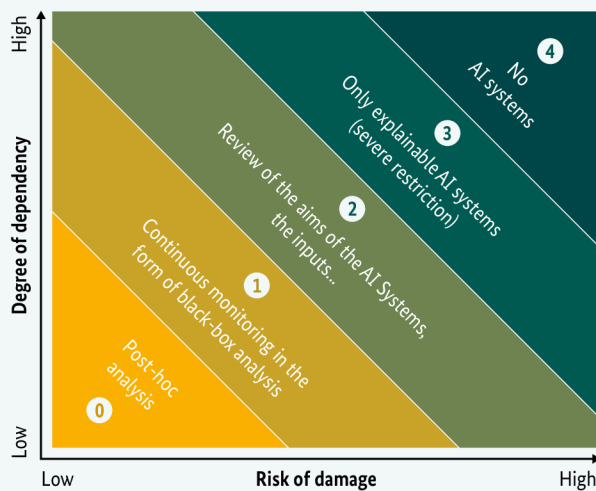 High
Degree of dependency
Low
4
No
AI systems
3
Only explainable AI systems
(severe restriction)
2
Review of the aims of the AI Systems,
the inputs...
1
Continuous monitoring in the
form of black-box analysis
0
Post-hoc
analysis
Low
Risk of damage
High